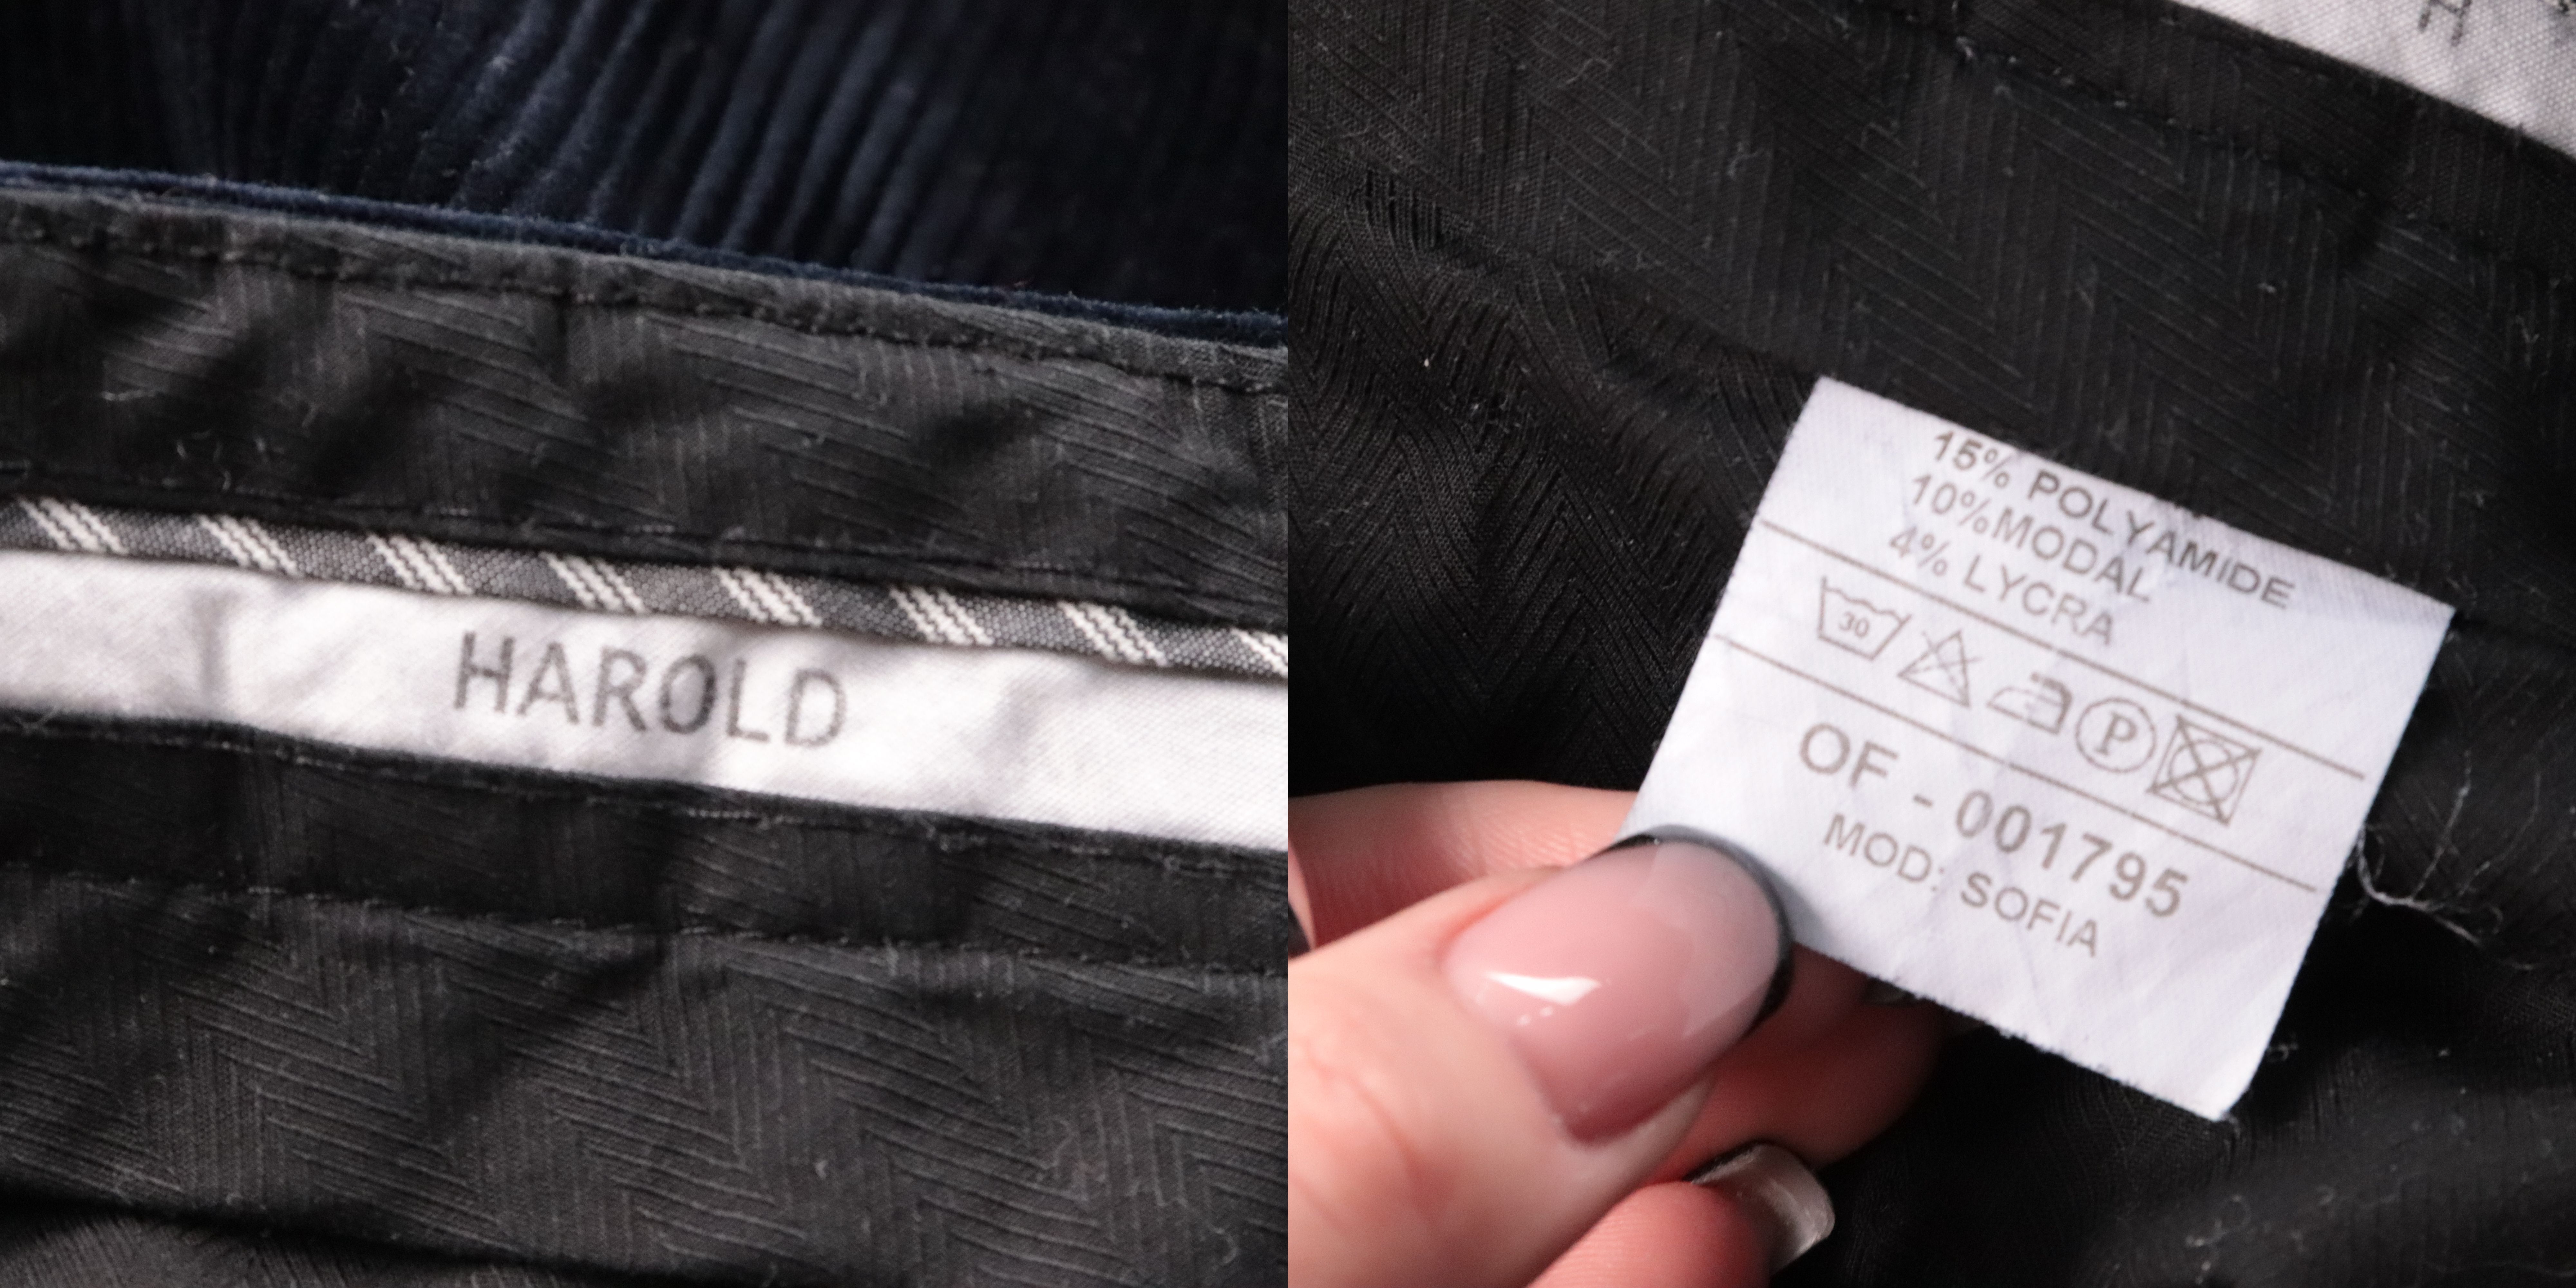 HAROLD
15% POLYAMIDE
10%MODAL
4% LYCRA
30
P
OF - 001795
MOD: SOFIA